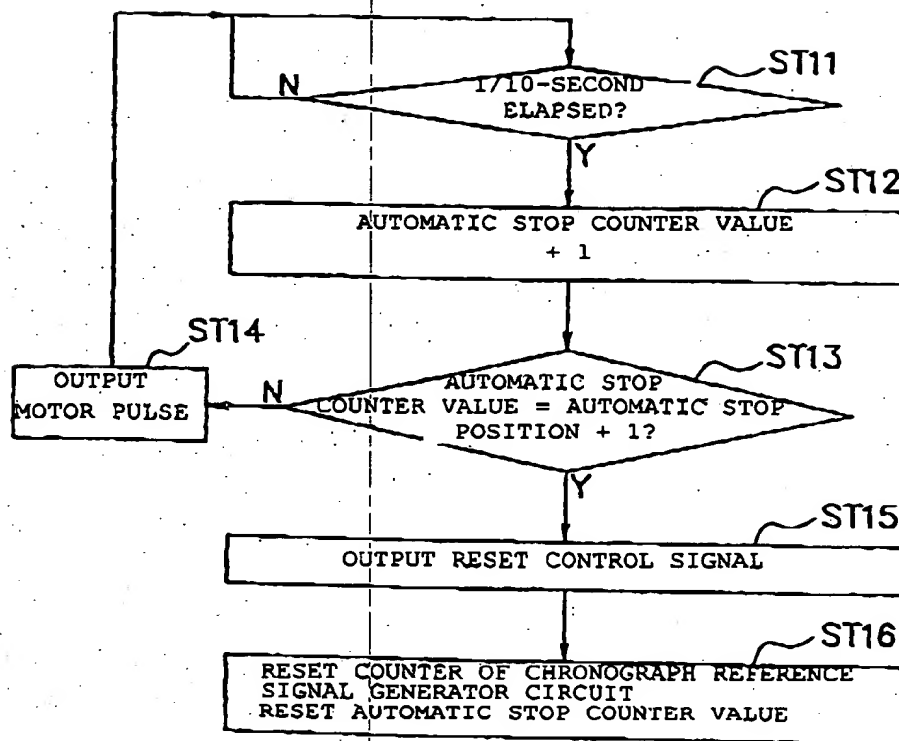 ST11
N
1/10-SECOND
ELAPSED?
Y
ST12
AUTOMATIC STOP COUNTER VALUE
+ 1
ST14
OUTPUT
MOTOR PULSE
N
ST13
AUTOMATIC STOP
COUNTER VALUE = AUTOMATIC STOP
POSITION + 1?
Y
ST15
OUTPUT RESET CONTROL SIGNAL
ST16
RESET COUNTER OF CHRONOGRAPH REFERENCE
SIGNAL GENERATOR CIRCUIT
RESET AUTOMATIC STOP COUNTER VALUE